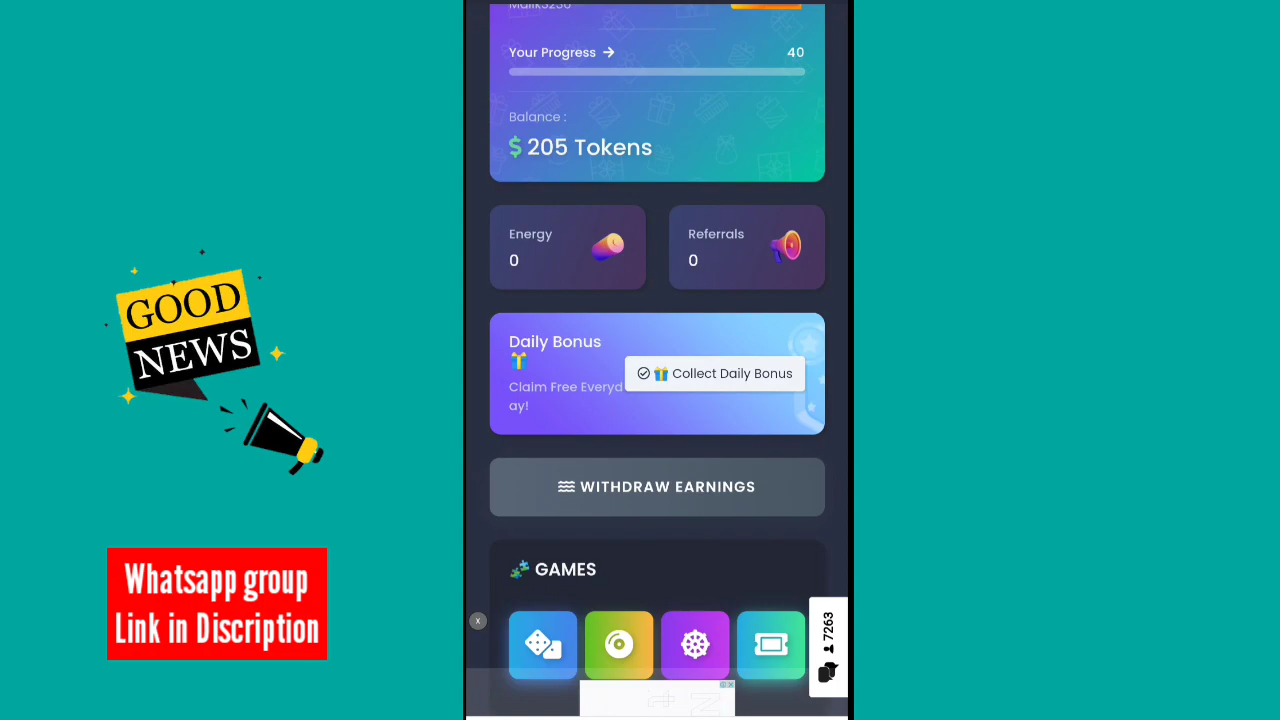 Malik3236
Your Progress → 40
Balance :
$ 205 Tokens
Energy
0
Referrals
0
Daily Bonus
🎁
Claim Free Everyd
ay!
🎁 Collect Daily Bonus
WITHDRAW EARNINGS
GAMES
GOOD
NEWS
Whatsapp group
Link in Discription
x
7263